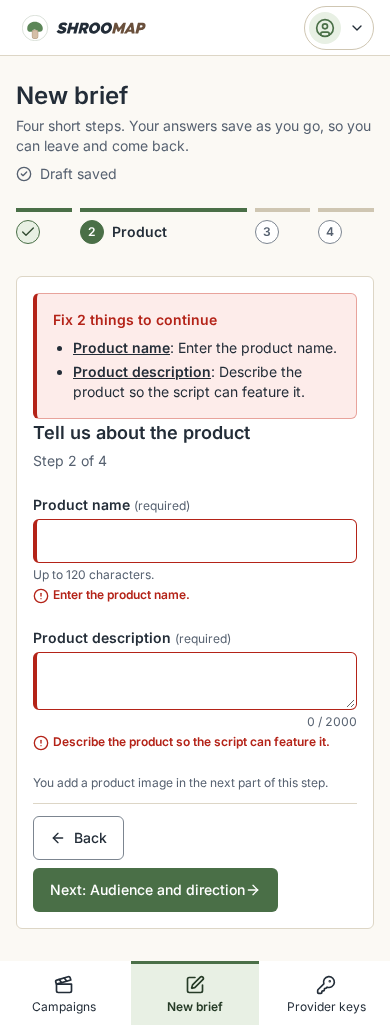 SHROOMAP
New brief
Four short steps. Your answers save as you go, so you
can leave and come back.
Draft saved
2 Product 3 4
Fix 2 things to continue
• Product name: Enter the product name.
• Product description: Describe the
product so the script can feature it.
Tell us about the product
Step 2 of 4
Product name (required)
Up to 120 characters.
Enter the product name.
Product description (required)
0 / 2000
Describe the product so the script can feature it.
You add a product image in the next part of this step.
Back
Next: Audience and direction
Campaigns New brief Provider keys